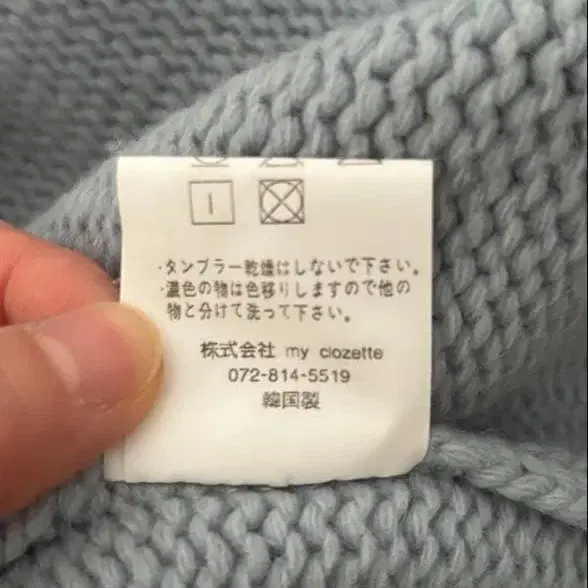 ・タンブラー乾燥はしないで下さい。
・濃色の物は色移りしますので他の
物と分けて洗って下さい。
株式会社 my clozette
072-814-5519
韓国製